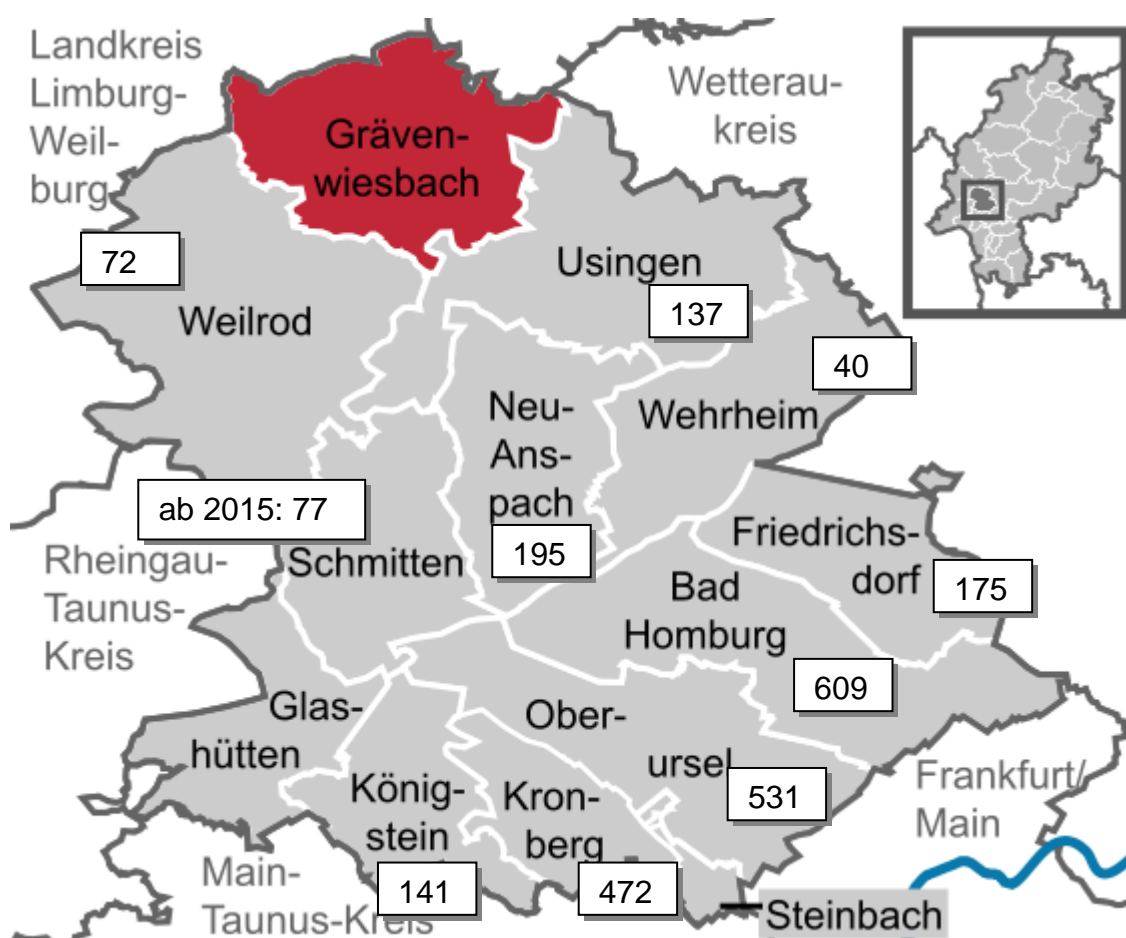 Landkreis
Limburg-
Weil-
burg
Wetterau-
kreis
Gräven-
wiesbach
72
Usingen
137
Weilrod
40
Neu-
Ans-
pach
195
Wehrheim
ab 2015: 77
Schmitten
Friedrichs-
dorf
175
Rheingau-
Taunus-
Kreis
Bad
Homburg
609
Glas-
hütten
Ober-
ursel
531
König-
stein
141
Kron-
berg
472
Frankfurt/
Main
Main-
Taunus-Kreis
Steinbach